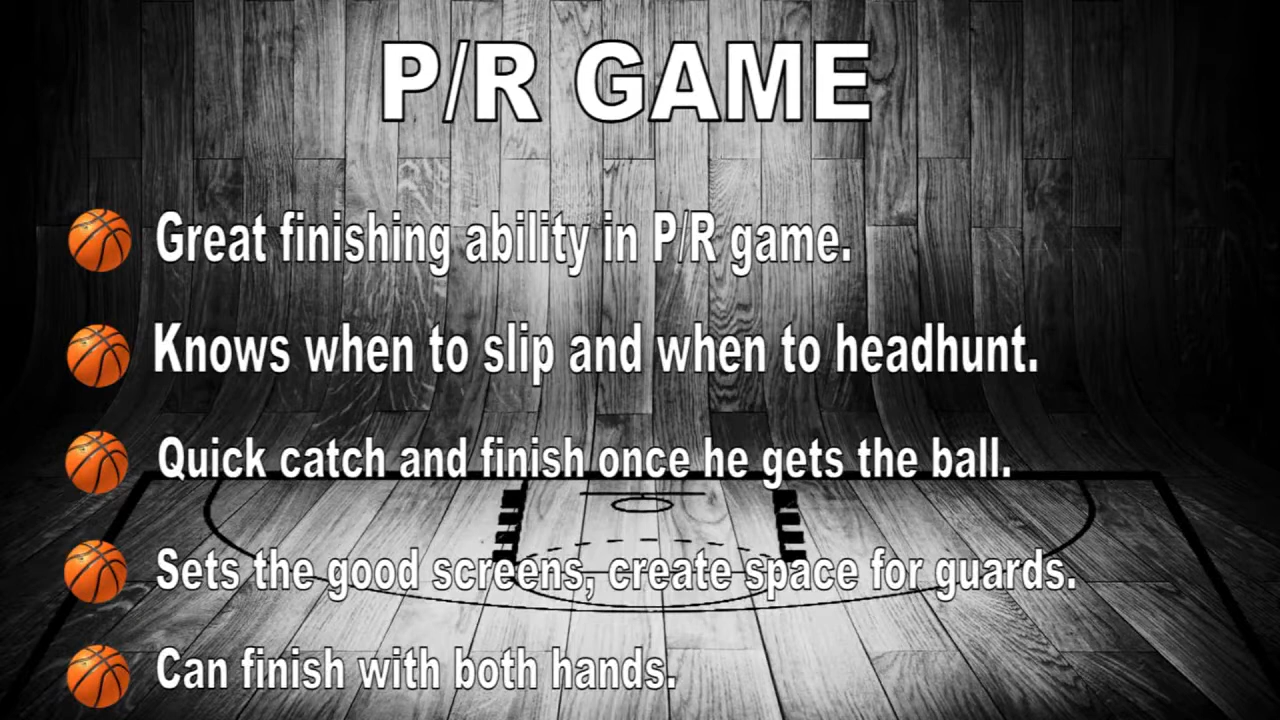 P/R GAME
Great finishing ability in P/R game.
Knows when to slip and when to headhunt.
Quick catch and finish once he gets the ball.
Sets the good screens, create space for guards.
Can finish with both hands.